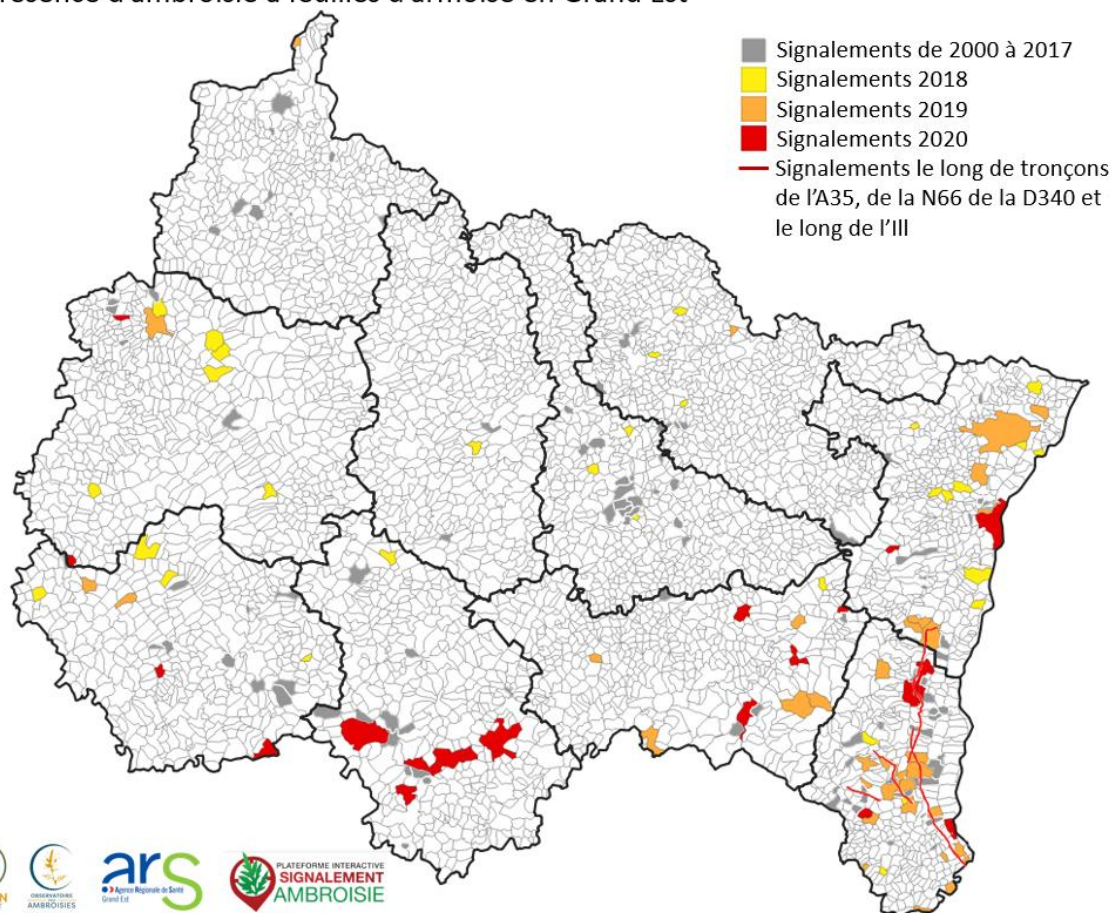 Signalements de 2000 à 2017
Signalements 2018
Signalements 2019
Signalements 2020
Signalements le long de tronçons
de l'A35, de la N66 de la D340 et
le long de l'Ill
OBSERVATOIRE
AMBROISIES
ars
Agence Régionale de Santé
Grand Est
PLATEFORME INTERACTIVE
SIGNALEMENT
AMBROISIE